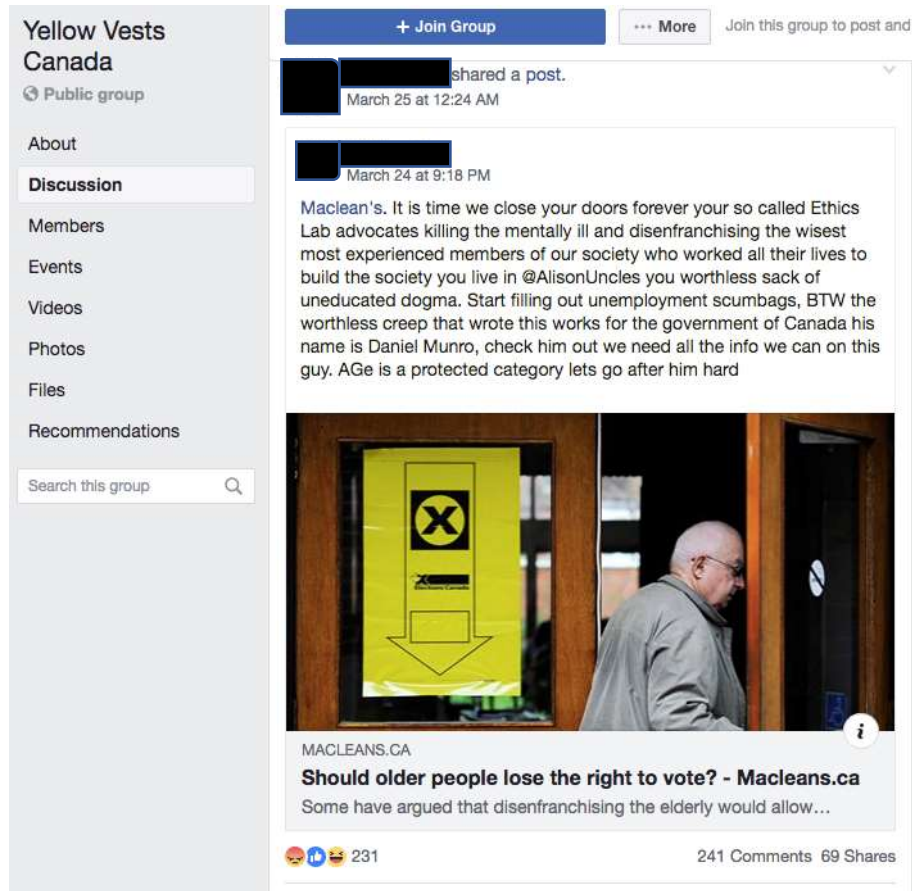 Yellow Vests
Canada
Public group
About
Discussion
Members
Events
Videos
Photos
Files
Recommendations
Search this group
+ Join Group
••• More
Join this group to post and
shared a post.
March 25 at 12:24 AM
March 24 at 9:18 PM
Maclean's. It is time we close your doors forever your so called Ethics
Lab advocates killing the mentally ill and disenfranchising the wisest
most experienced members of our society who worked all their lives to
build the society you live in @AlisonUncles you worthless sack of
uneducated dogma. Start filling out unemployment scumbags, BTW the
worthless creep that wrote this works for the government of Canada his
name is Daniel Munro, check him out we need all the info we can on this
guy. AGe is a protected category lets go after him hard
X
Elections Canada
i
MACLEANS.CA
Should older people lose the right to vote? - Macleans.ca
Some have argued that disenfranchising the elderly would allow…
231
241 Comments 69 Shares